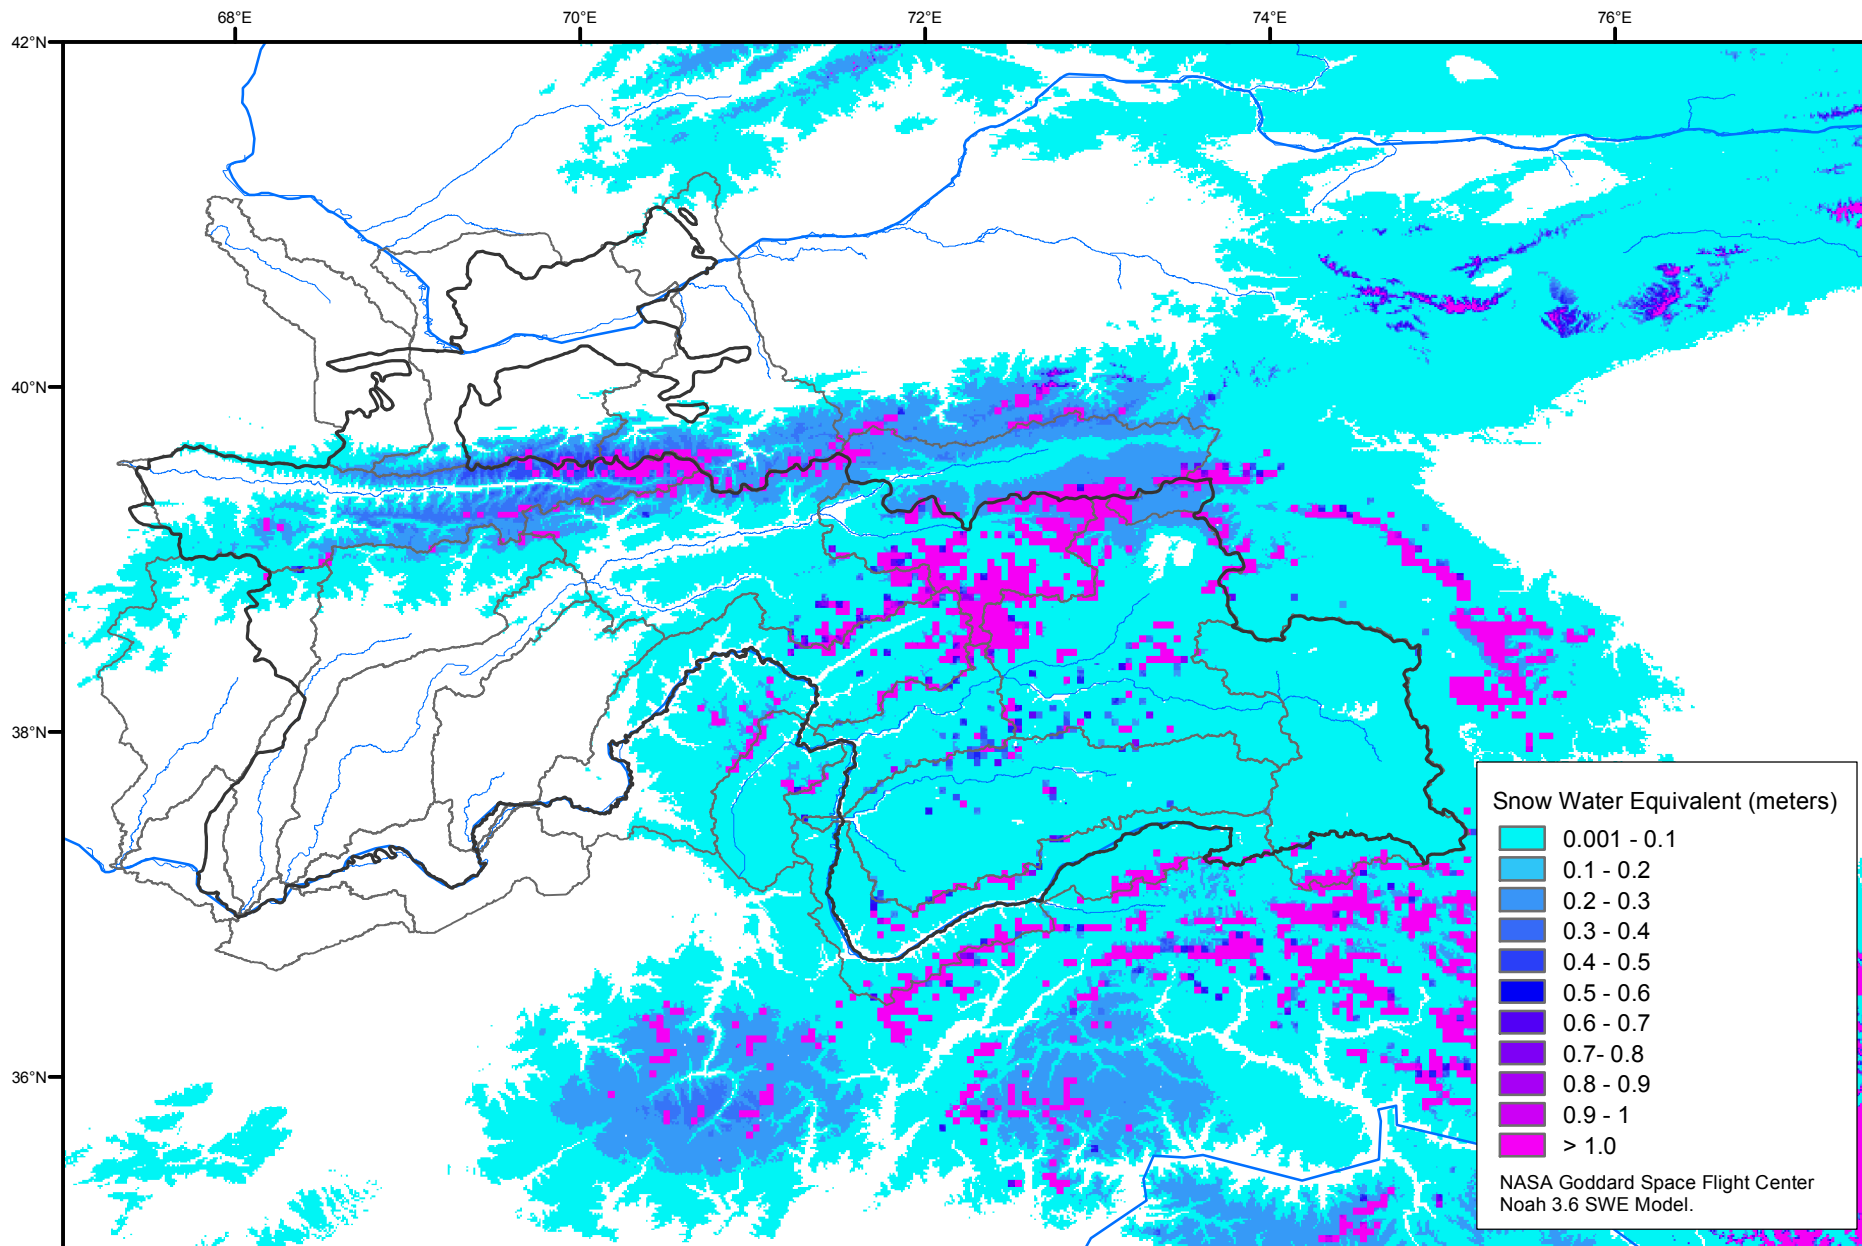 68°E
70°E
72°E
74°E
76°E
42°N
40°N
38°N
36°N
Snow Water Equivalent (meters)
0.001 - 0.1
0.1 - 0.2
0.2 - 0.3
0.3 - 0.4
0.4 - 0.5
0.5 - 0.6
0.6 - 0.7
0.7- 0.8
0.8 - 0.9
0.9 - 1
> 1.0
NASA Goddard Space Flight Center
Noah 3.6 SWE Model.